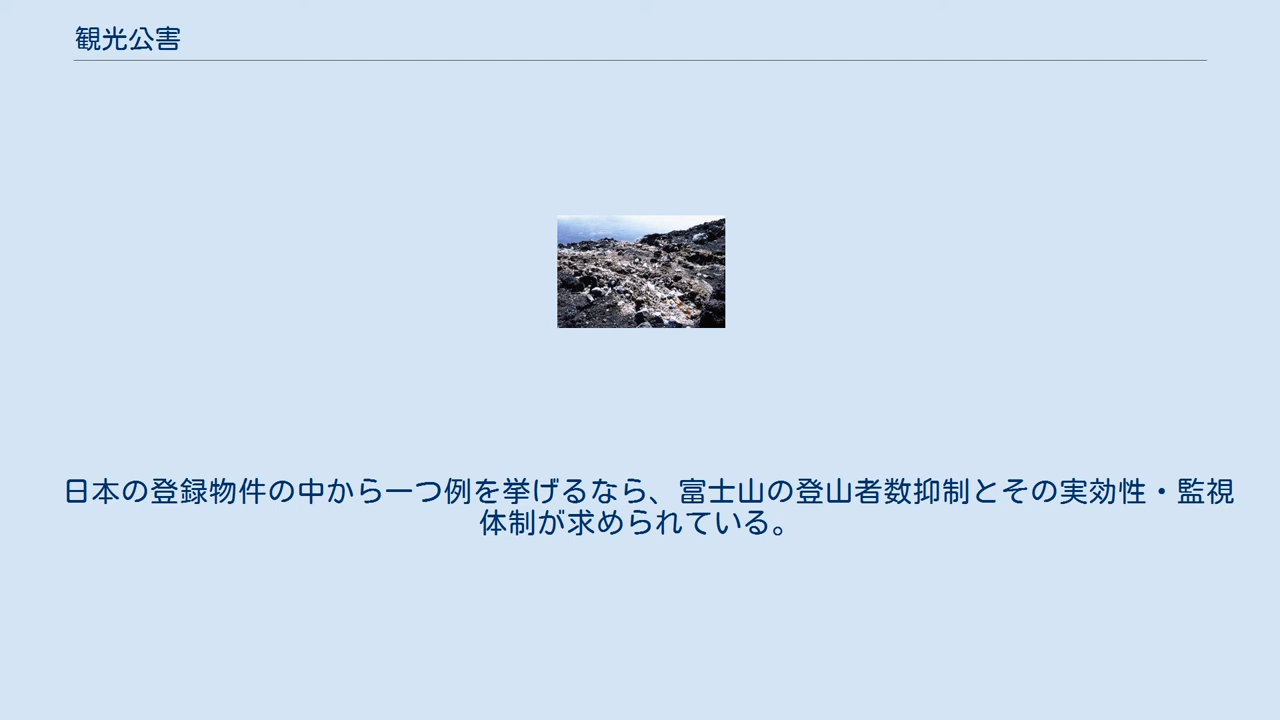 観光公害
日本の登録物件の中から一つ例を挙げるなら、富士山の登山者数抑制とその実効性・監視
体制が求められている。